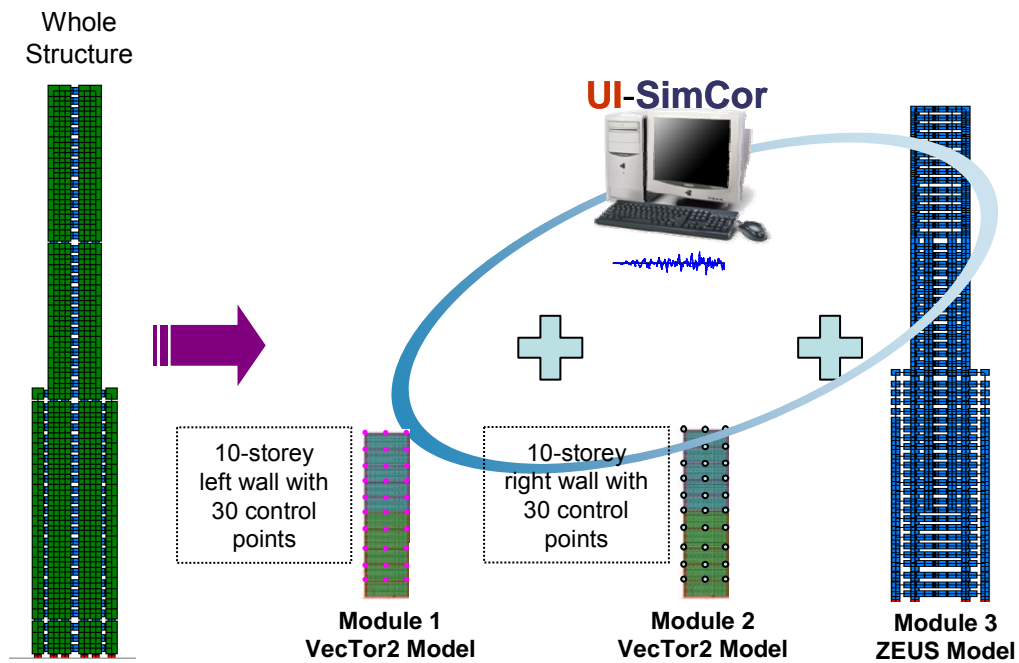 Whole
Structure
UI-SimCor
10-storey
left wall with
30 control
points
10-storey
right wall with
30 control
points
Module 1
VecTor2 Model
Module 2
VecTor2 Model
Module 3
ZEUS Model